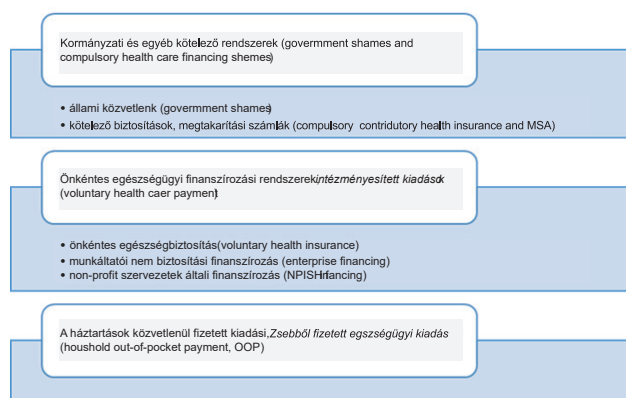 Kormányzati és egyéb kötelező rendszerek (govermment shames and
compulsory health care financing shemes)
• állami közvetlenk (govermment shames)
• kötelező biztosítások, megtakarítási számlák (compulsory contridutory health insurance and MSA)
Önkéntes egészségügyi finanszírozási rendszerek, intézményesített kiadások
(voluntary health caer payment)
• önkéntes egészségbiztosítás(voluntary health insurance)
• munkáltatói nem biztosítási finanszírozás (enterprise financing)
• non-profit szervezetek általi finanszírozás (NPISH financing)
A háztartások közvetlenül fizetett kiadási, Zsebből fizetett egszségügyi kiadás
(houshold out-of-pocket payment, OOP)